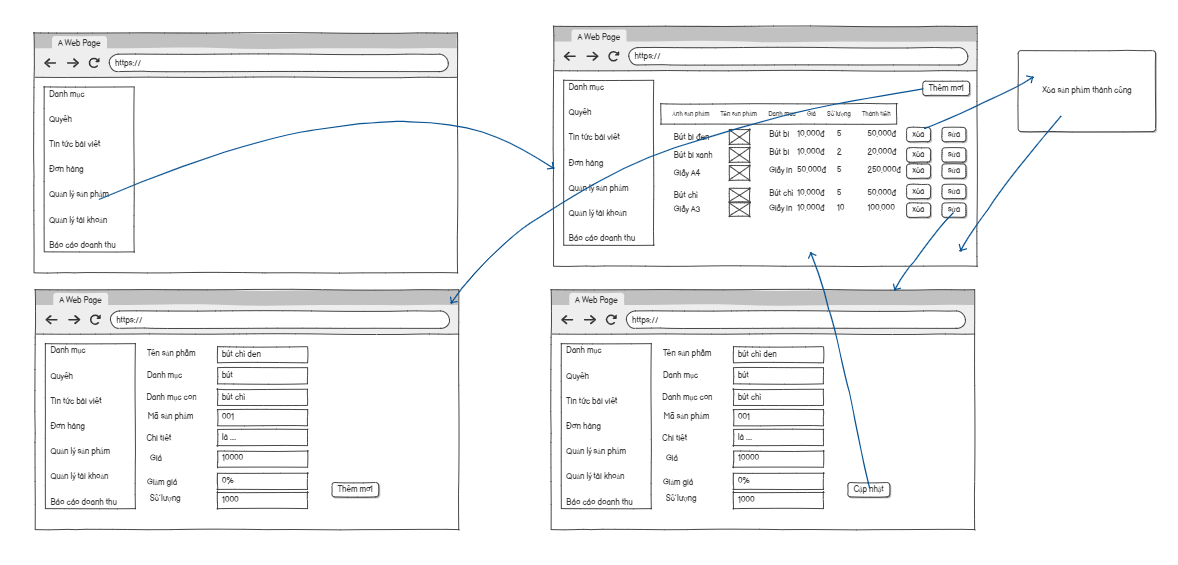 A Web Page
https://
Danh mục
Quyền
Tin tức bài viết
Đơn hàng
Quản lý sản phẩm
Quản lý tài khoản
Báo cáo doanh thu
A Web Page
https://
Danh mục
Quyền
Tin tức bài viết
Đơn hàng
Quản lý sản phẩm
Quản lý tài khoản
Báo cáo doanh thu
Thêm mới
Ảnh sản phẩm Tên sản phẩm Danh mục Giá Số lượng Thành tiền
Bút bi đen Bút bi 10,000đ 5 50,000đ xóa sửa
Bút bi xanh Bút bi 10,000đ 2 20,000đ xóa sửa
Giấy A4 Giấy in 50,000đ 5 250,000đ xóa sửa
Bút chì Bút chì 10,000đ 5 50,000đ xóa sửa
Giấy A3 Giấy in 10,000đ 10 100,000 xóa sửa
Xóa sản phẩm thành công
A Web Page
https://
Danh mục
Quyền
Tin tức bài viết
Đơn hàng
Quản lý sản phẩm
Quản lý tài khoản
Báo cáo doanh thu
Tên sản phẩm bút chì đen
Danh mục bút
Danh mục con bút chì
Mã sản phẩm 001
Chi tiết là ...
Giá 10000
Giảm giá 0%
Số lượng 1000
Thêm mới
A Web Page
https://
Danh mục
Quyền
Tin tức bài viết
Đơn hàng
Quản lý sản phẩm
Quản lý tài khoản
Báo cáo doanh thu
Tên sản phẩm bút chì đen
Danh mục bút
Danh mục con bút chì
Mã sản phẩm 001
Chi tiết là ...
Giá 10000
Giảm giá 0%
Số lượng 1000
Cập nhật